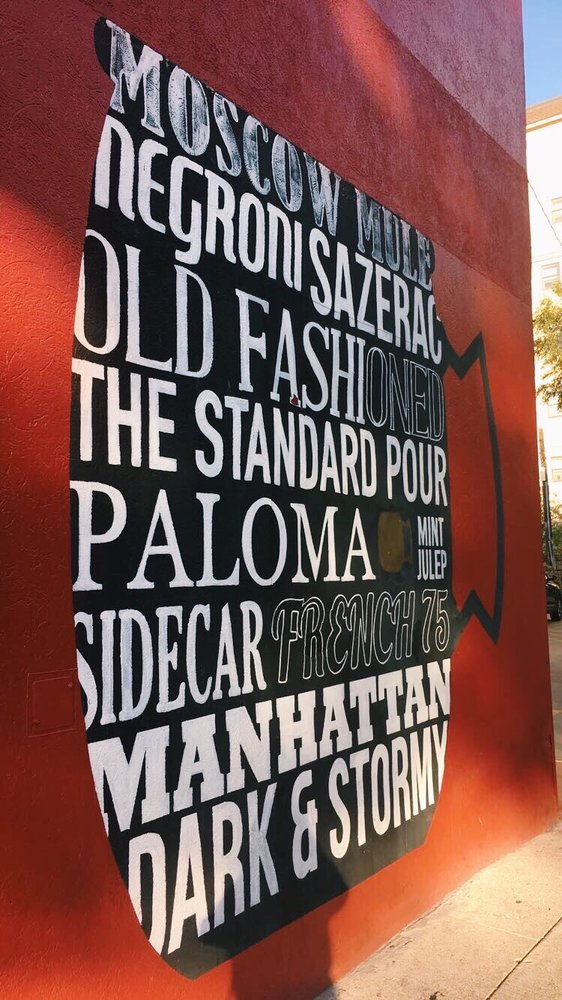 MOSCOW MULE
NEGRONI SAZERAC
OLD FASHIONED
THE STANDARD POUR
PALOMA MINT JULEP
SIDECAR FRENCH 75
MANHATTAN
DARK & STORMY